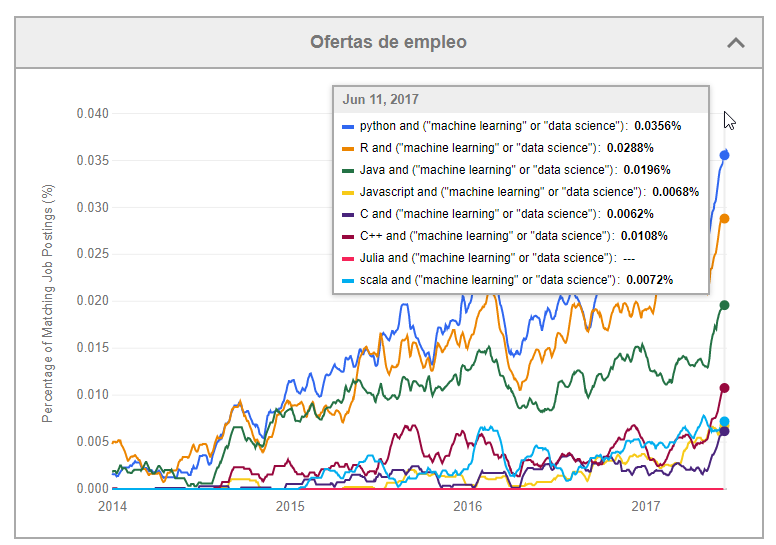 Ofertas de empleo
Jun 11, 2017
python and ("machine learning" or "data science"): 0.0356%
R and ("machine learning" or "data science"): 0.0288%
Java and ("machine learning" or "data science"): 0.0196%
Javascript and ("machine learning" or "data science"): 0.0068%
C and ("machine learning" or "data science"): 0.0062%
C++ and ("machine learning" or "data science"): 0.0108%
Julia and ("machine learning" or "data science"): ---
scala and ("machine learning" or "data science"): 0.0072%
Percentage of Matching Job Postings (%)
0.040
0.035
0.030
0.025
0.020
0.015
0.010
0.005
0.000
2014 2015 2016 2017